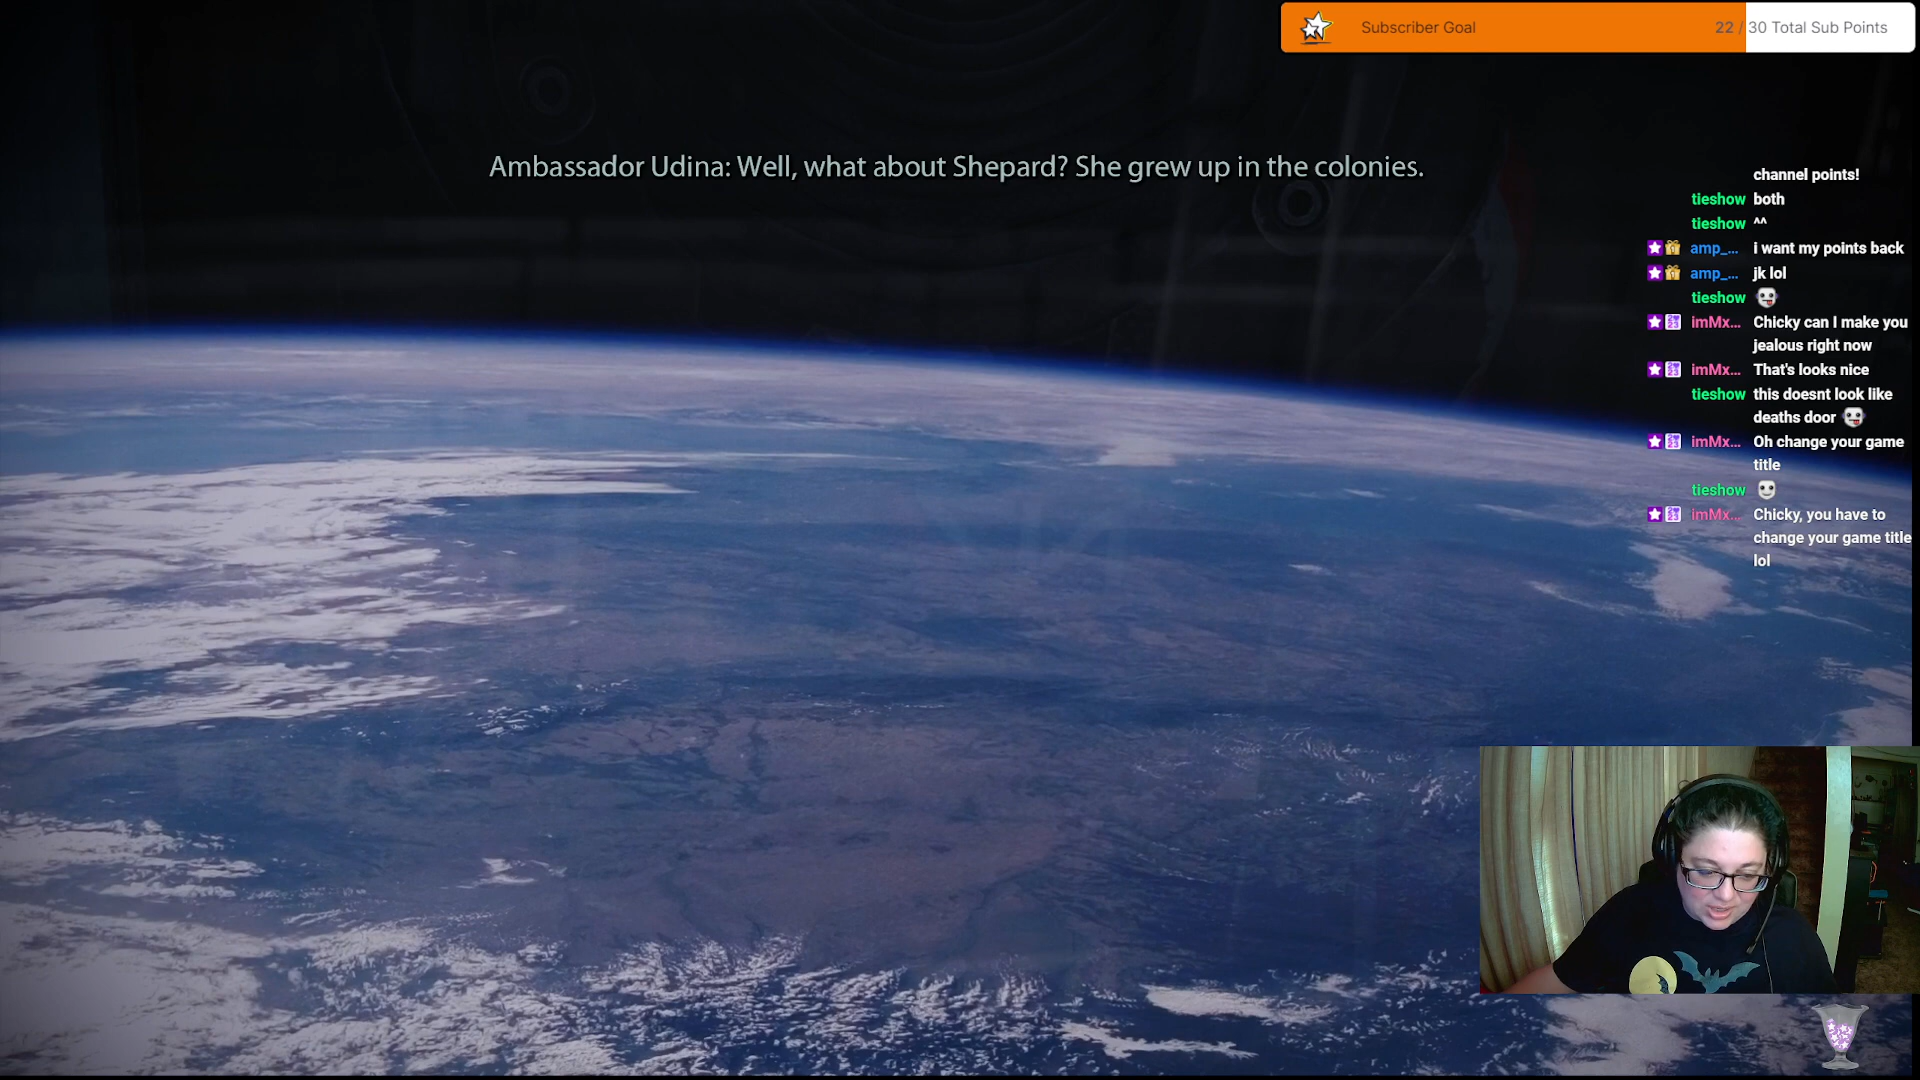 Subscriber Goal
22 / 30 Total Sub Points
Ambassador Udina: Well, what about Shepard? She grew up in the colonies.
channel points!
tieshow both
tieshow ^^
amp_... i want my points back
amp_... jk lol
tieshow
imMx... Chicky can I make you
jealous right now
imMx... That's looks nice
tieshow this doesnt look like
deaths door
imMx... Oh change your game
title
tieshow
imMx... Chicky, you have to
change your game title
lol